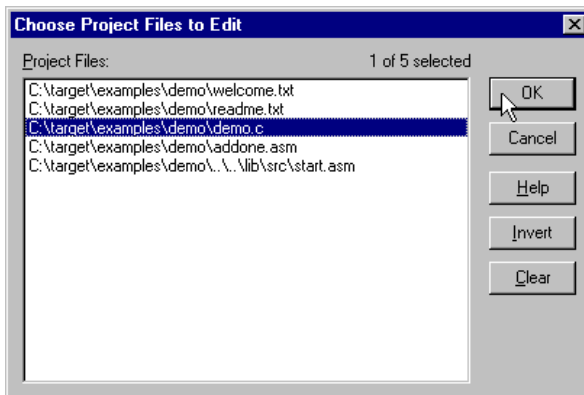 Choose Project Files to Edit
Project Files: 1 of 5 selected
C:\target\examples\demo\welcome.txt
C:\target\examples\demo\readme.txt
C:\target\examples\demo\demo.c
C:\target\examples\demo\addone.asm
C:\target\examples\demo\..\..\lib\src\start.asm
OK
Cancel
Help
Invert
Clear